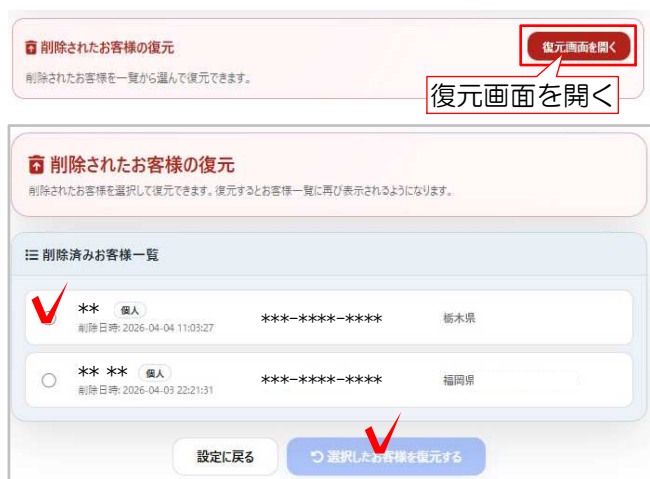 削除されたお客様の復元
復元画面を開く
削除されたお客様を一覧から選んで復元できます。
復元画面を開く
削除されたお客様の復元
削除されたお客様を選択して復元できます。復元するとお客様一覧に再び表示されるようになります。
削除済みお客様一覧
** 個人
削除日時: 2026-04-04 11:03:27
***-****-****
栃木県
** ** 個人
削除日時: 2026-04-03 22:21:31
***-****-****
福岡県
設定に戻る
選択したお客様を復元する